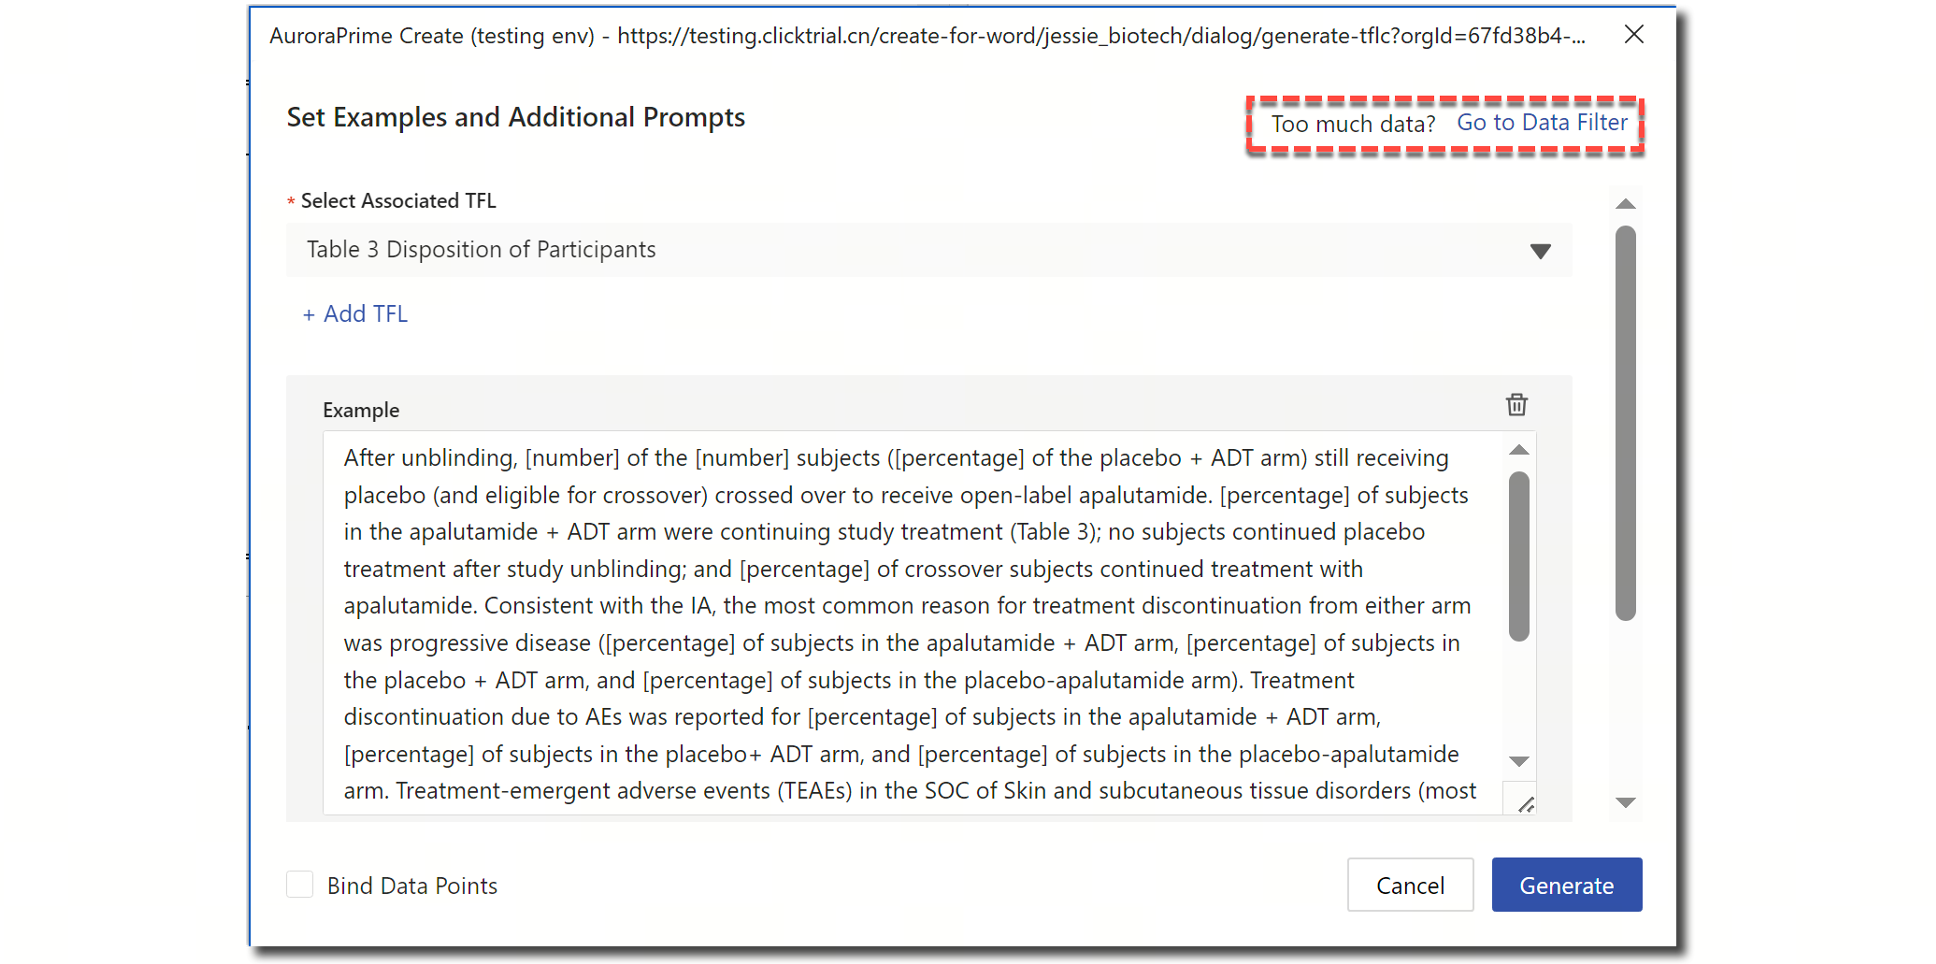 AuroraPrime Create (testing env) - https://testing.clicktrial.cn/create-for-word/jessie_biotech/dialog/generate-tflc?orgId=67fd38b4-...
Set Examples and Additional Prompts
Too much data? Go to Data Filter
* Select Associated TFL
Table 3 Disposition of Participants
+ Add TFL
Example
After unblinding, [number] of the [number] subjects ([percentage] of the placebo + ADT arm) still receiving
placebo (and eligible for crossover) crossed over to receive open-label apalutamide. [percentage] of subjects
in the apalutamide + ADT arm were continuing study treatment (Table 3); no subjects continued placebo
treatment after study unblinding; and [percentage] of crossover subjects continued treatment with
apalutamide. Consistent with the IA, the most common reason for treatment discontinuation from either arm
was progressive disease ([percentage] of subjects in the apalutamide + ADT arm, [percentage] of subjects in
the placebo + ADT arm, and [percentage] of subjects in the placebo-apalutamide arm). Treatment
discontinuation due to AEs was reported for [percentage] of subjects in the apalutamide + ADT arm,
[percentage] of subjects in the placebo+ ADT arm, and [percentage] of subjects in the placebo-apalutamide
arm. Treatment-emergent adverse events (TEAEs) in the SOC of Skin and subcutaneous tissue disorders (most
Bind Data Points
Cancel
Generate